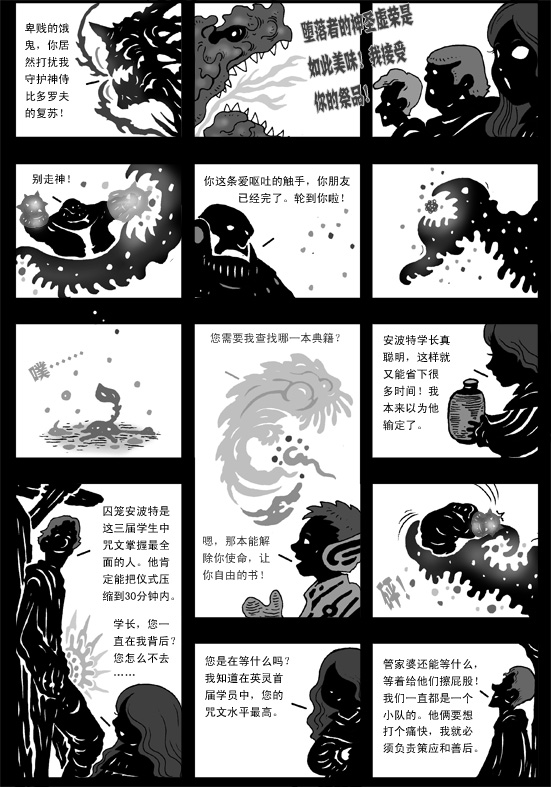 卑贱的饿
鬼，你居
然打扰我
守护神侍
比多罗夫
的复苏！
堕落者的神圣虚荣是
如此美味！我接受
你的祭品！
别走神！
你这条爱呕吐的触手，你朋友
已经完了。轮到你啦！
噗……
您需要我查找哪一本典籍？
嗯，那本能解
除你使命，让
你自由的书！
安波特学长真
聪明，这样就
又能省下很
多时间！我
本来以为他
输定了。
囚笼安波特是
这三届学生中
咒文掌握最全
面的人。他肯
定能把仪式压
缩到30分钟内。
学长，您一
直在我背后？
您怎么不去
……
砰！
您是在等什么吗？
我知道在英灵首
届学员中，您的
咒文水平最高。
管家婆还能等什么，
等着给他们擦屁股！
我们一直都是一个
小队的。他俩要想
打个痛快，我就必
须负责策应和善后。